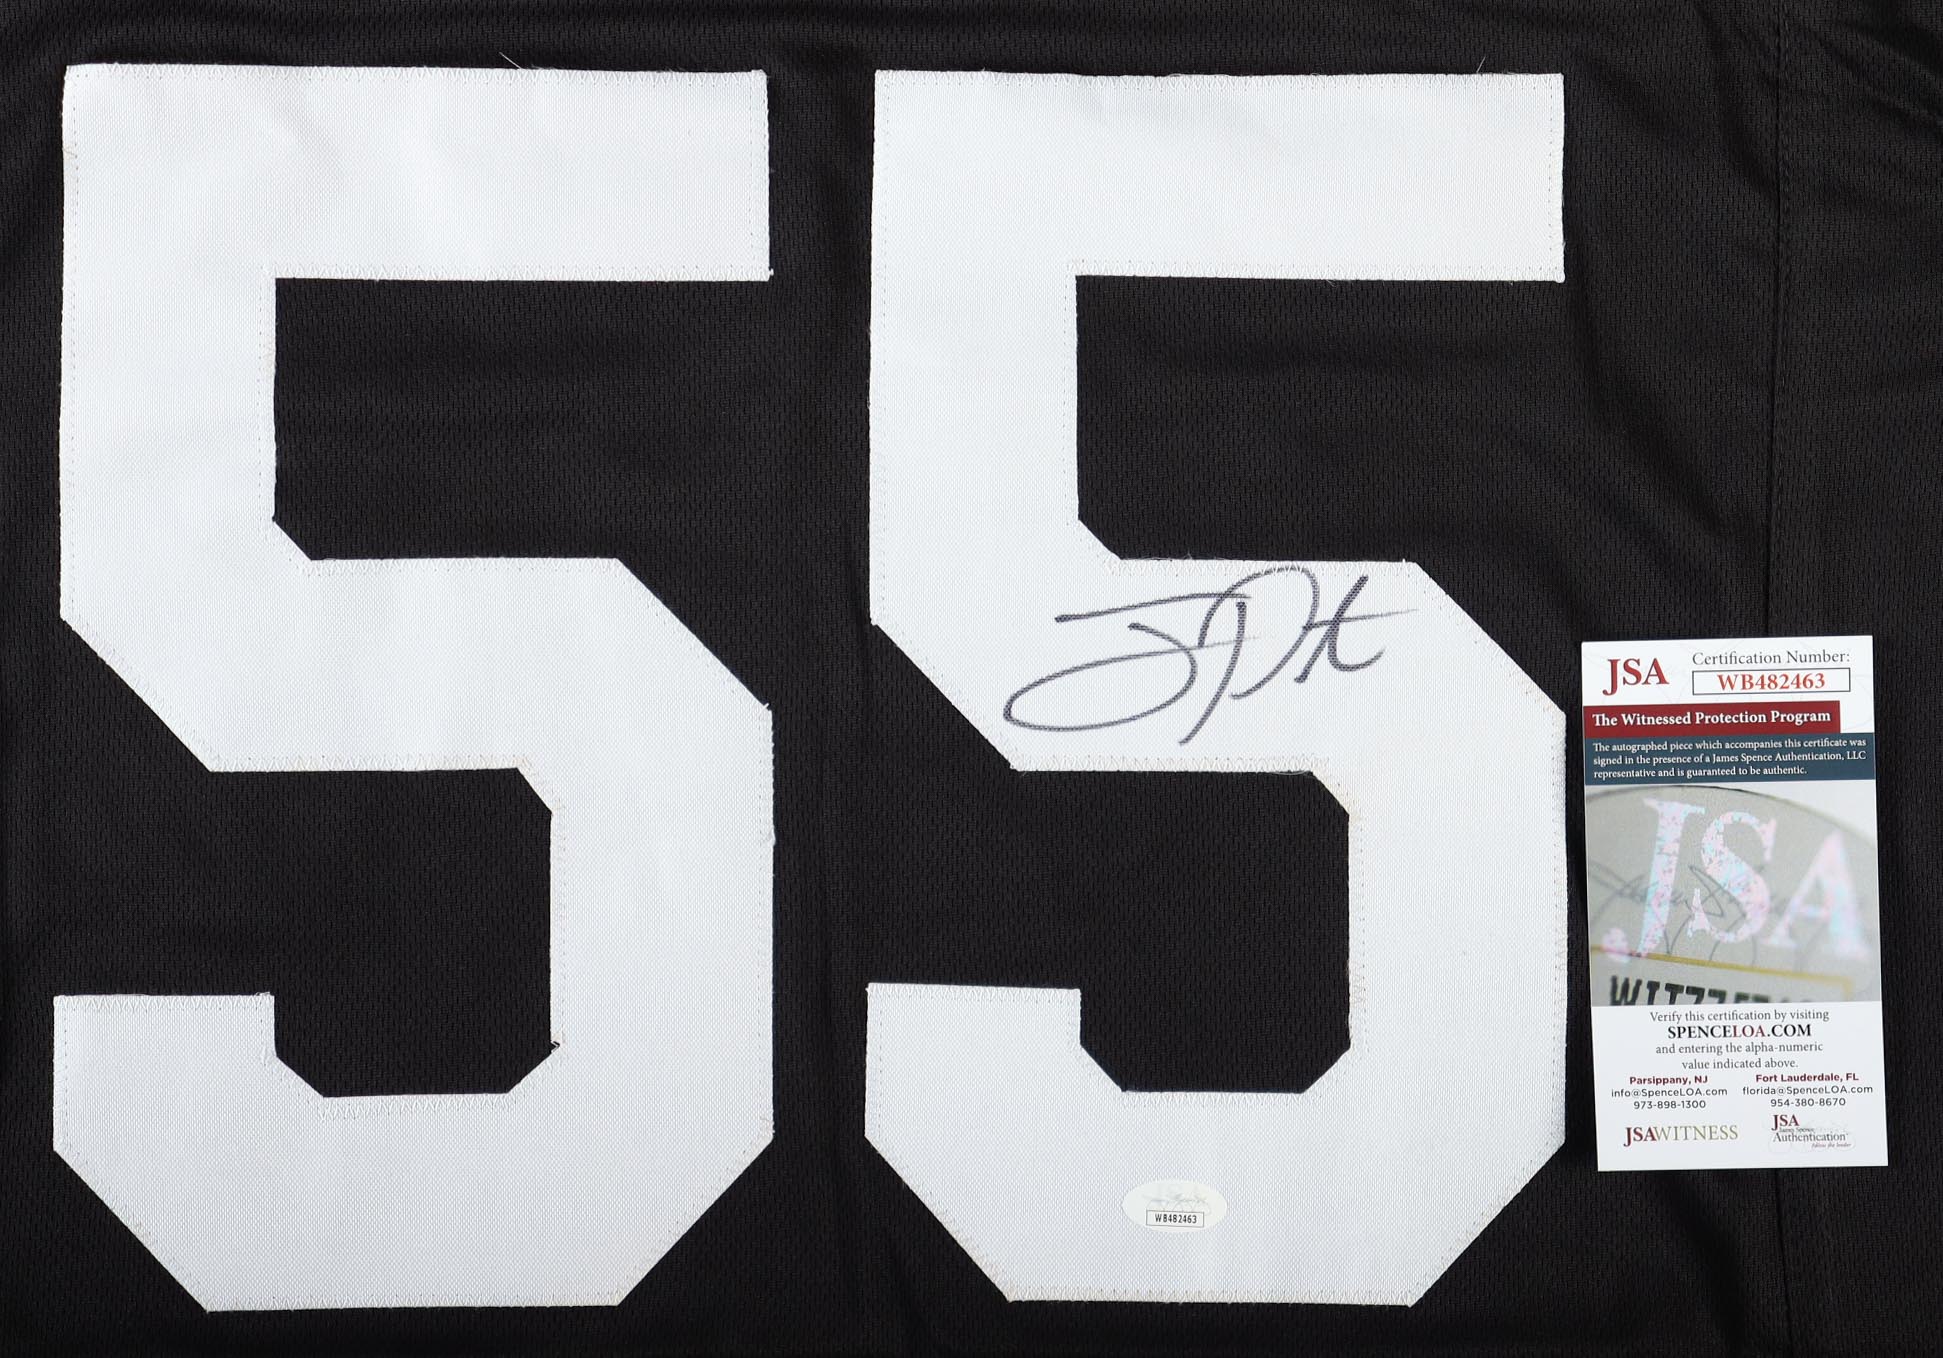 55
JSA
Certification Number:
WB482463
The Witnessed Protection Program
The autographed piece which accompanies this certificate was
signed in the presence of a James Spence Authentication, LLC
representative and is guaranteed to be authentic.
JSA
Verify this certification by visiting
SPENCELOA.COM
and entering the alpha-numeric
value indicated above.
Parsippany, NJ
info@SpenceLOA.com
973-898-1300
Fort Lauderdale, FL
florida@SpenceLOA.com
954-380-8670
JSAWITNESS
JSA
James Spence
Authentication
WB482463